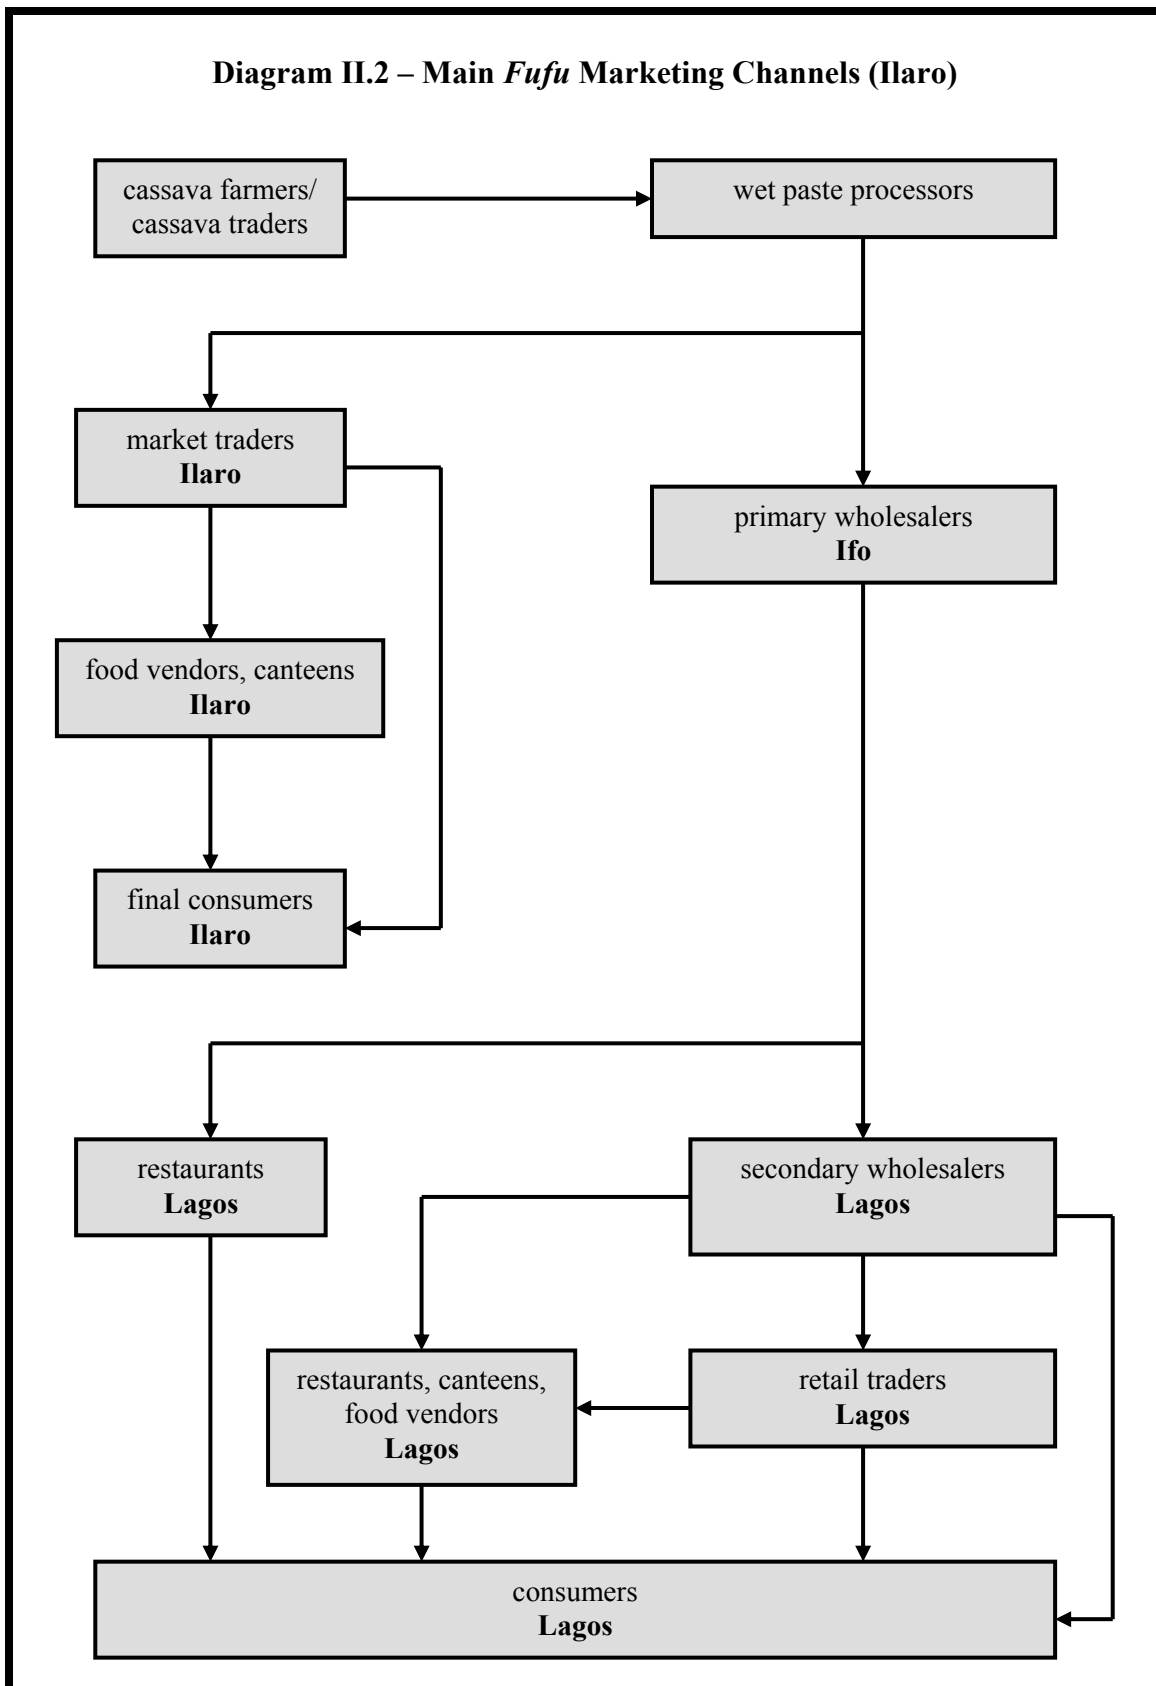 Diagram II.2 – Main Fufu Marketing Channels (Ilaro)
cassava farmers/
cassava traders
wet paste processors
market traders
Ilaro
primary wholesalers
Ifo
food vendors, canteens
Ilaro
final consumers
Ilaro
restaurants
Lagos
secondary wholesalers
Lagos
restaurants, canteens,
food vendors
Lagos
retail traders
Lagos
consumers
Lagos